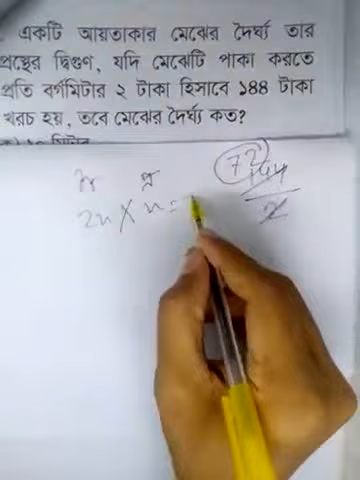 একটি আয়তাকার মেঝের দৈর্ঘ্য তার
প্রস্থের দ্বিগুণ, যদি মেঝেটি পাকা করতে
প্রতি বর্গমিটার ২ টাকা হিসাবে ১৪৪ টাকা
খরচ হয়, তবে মেঝের দৈর্ঘ্য কত?
72
144
2
প্র
2x × x =